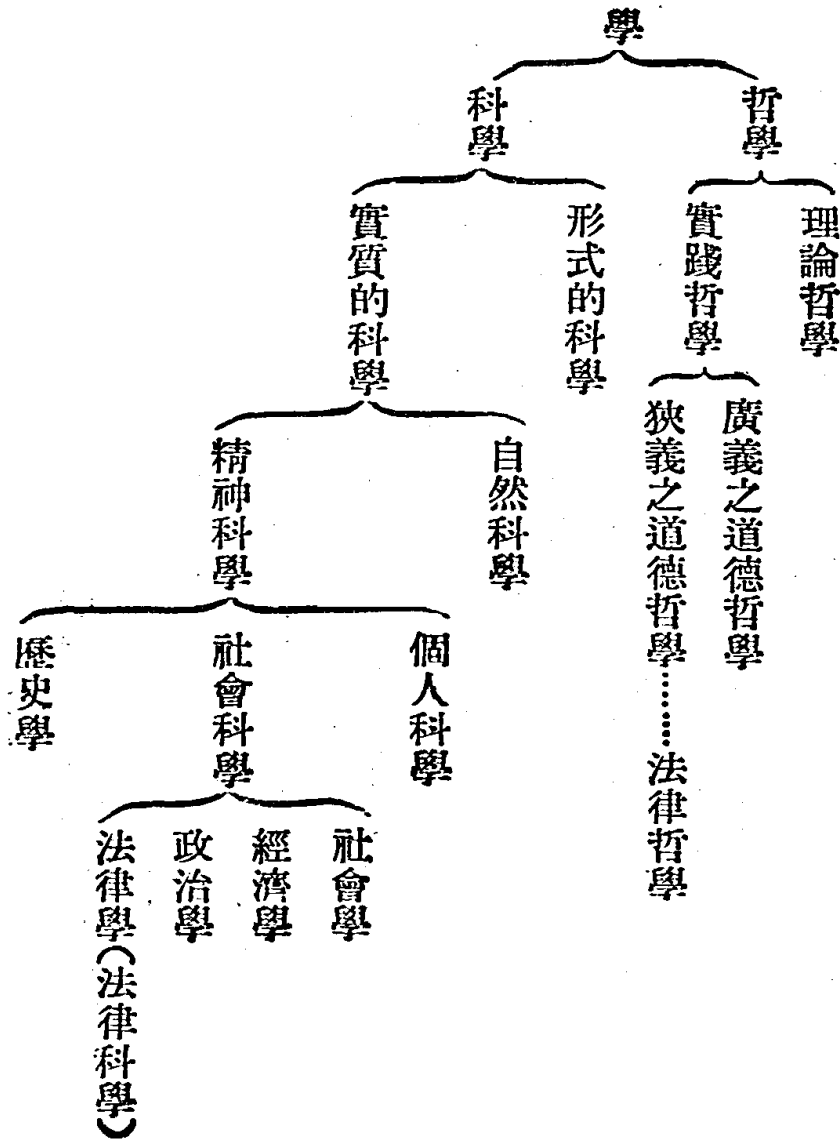 學
哲學
理論哲學
實踐哲學
廣義之道德哲學
狹義之道德哲學………法律哲學
科學
形式的科學
實質的科學
自然科學
精神科學
個人科學
社會科學
社會學
經濟學
政治學
法律學(法律科學)
歷史學